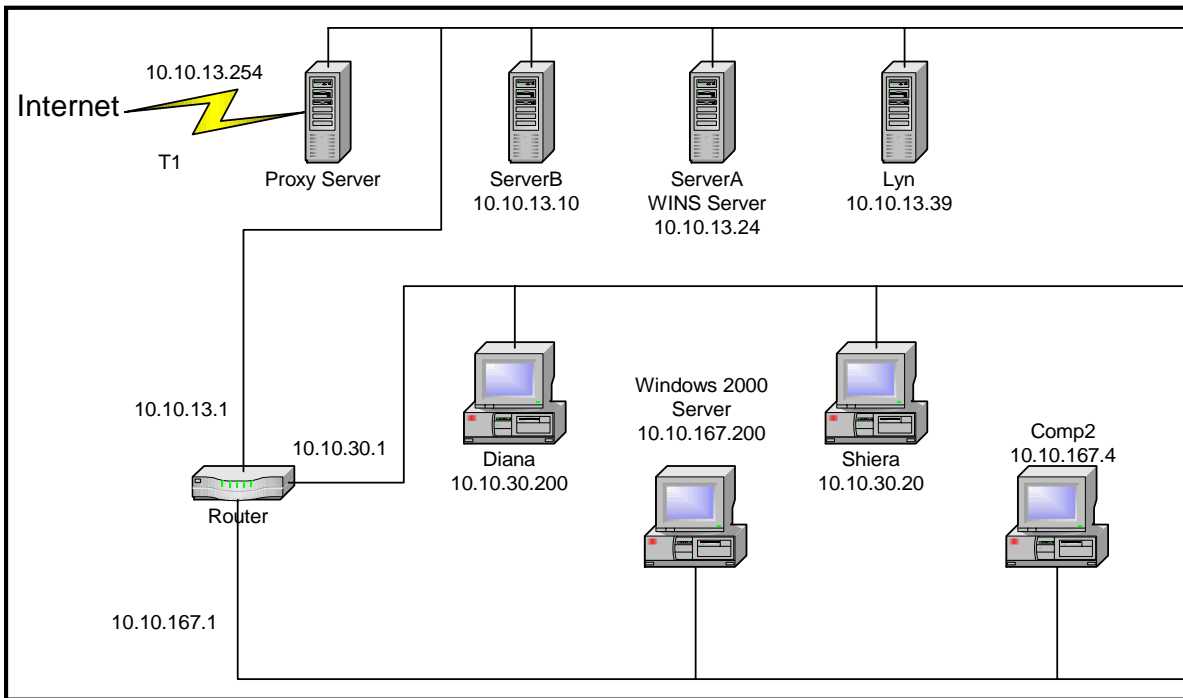 10.10.13.254
Internet
T1
Proxy Server
ServerB
10.10.13.10
ServerA
WINS Server
10.10.13.24
Lyn
10.10.13.39
10.10.13.1
10.10.30.1
Router
Diana
10.10.30.200
Windows 2000
Server
10.10.167.200
Shiera
10.10.30.20
Comp2
10.10.167.4
10.10.167.1